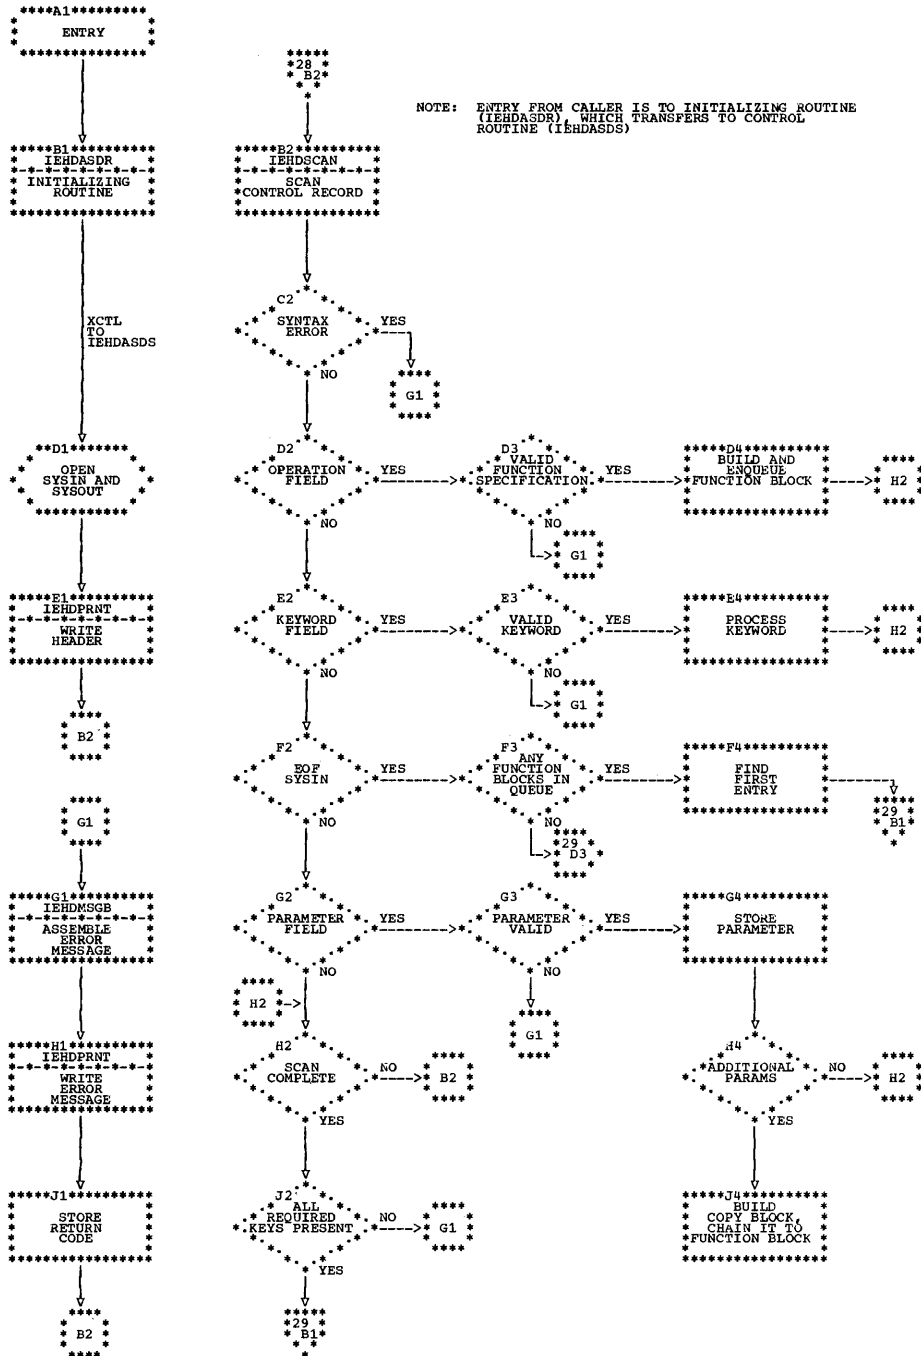 A1
ENTRY
28
B2
NOTE: ENTRY FROM CALLER IS TO INITIALIZING ROUTINE
(IEHDASDR), WHICH TRANSFERS TO CONTROL
ROUTINE (IEHDASDS)
B1
IEHDASDR
INITIALIZING
ROUTINE
B2
IEHDSCAN
SCAN
CONTROL RECORD
XCTL
TO
IEHDASDS
C2
SYNTAX
ERROR
YES
NO
G1
D1
OPEN
SYSIN AND
SYSOUT
D2
OPERATION
FIELD
YES
NO
D3
VALID
FUNCTION
SPECIFICATION
YES
NO
G1
D4
BUILD AND
ENQUEUE
FUNCTION BLOCK
H2
E1
IEHDPRNT
WRITE
HEADER
B2
E2
KEYWORD
FIELD
YES
NO
E3
VALID
KEYWORD
YES
NO
G1
E4
PROCESS
KEYWORD
H2
F2
EOF
SYSIN
YES
NO
F3
ANY
FUNCTION
BLOCKS IN
QUEUE
YES
NO
29
D3
F4
FIND
FIRST
ENTRY
29
B1
G1
G1
IEHDMSGB
ASSEMBLE
ERROR
MESSAGE
G2
PARAMETER
FIELD
YES
NO
G3
PARAMETER
VALID
YES
NO
G1
G4
STORE
PARAMETER
H2
H1
IEHDPRNT
WRITE
ERROR
MESSAGE
H2
SCAN
COMPLETE
NO
YES
B2
H4
ADDITIONAL
PARAMS
NO
YES
H2
J1
STORE
RETURN
CODE
B2
J2
ALL
REQUIRED
KEYS PRESENT
NO
YES
G1
29
B1
J4
BUILD
COPY BLOCK,
CHAIN IT TO
FUNCTION BLOCK